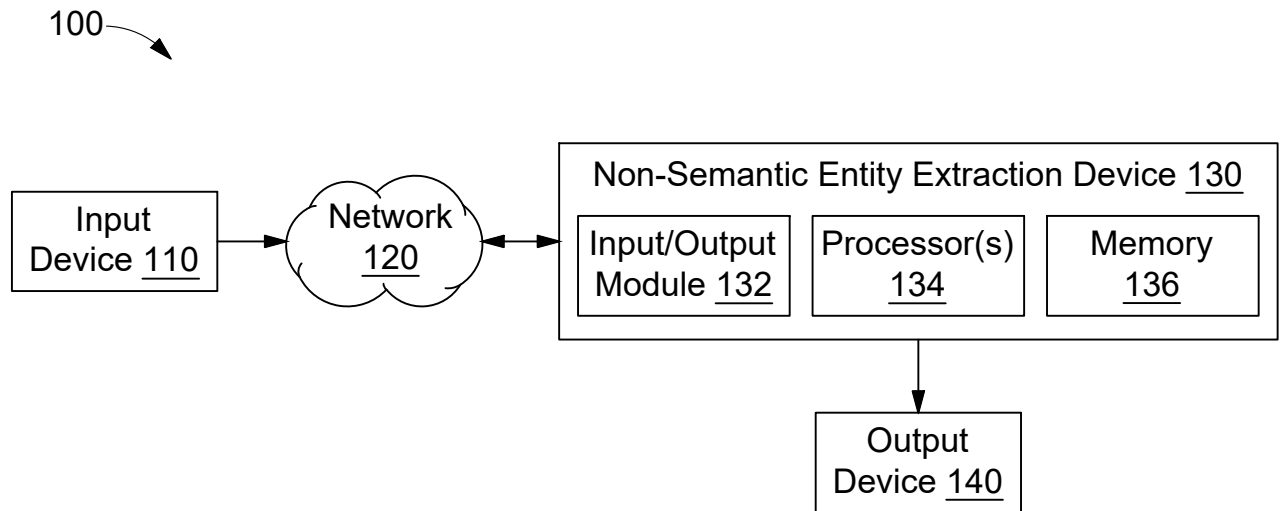 100
Input
Device 110
Network
120
Non-Semantic Entity Extraction Device 130
Input/Output
Module 132
Processor(s)
134
Memory
136
Output
Device 140